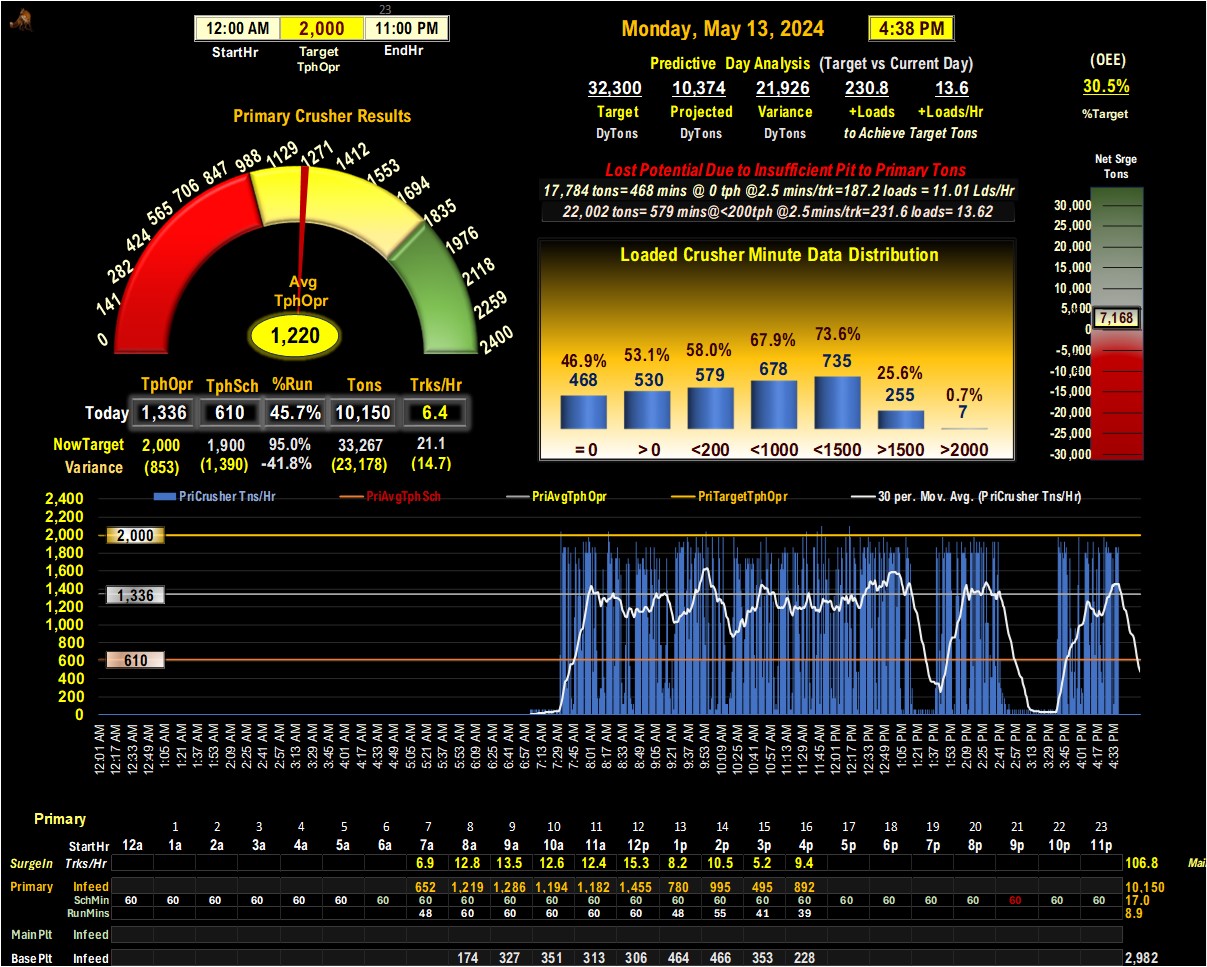 23
12:00 AM 2,000 11:00 PM
StartHr Target EndHr
TphOpr
Monday, May 13, 2024 4:38 PM
Predictive Day Analysis (Target vs Current Day)
32,300 10,374 21,926 230.8 13.6
Target Projected Variance +Loads +Loads/Hr
DyTons DyTons DyTons to Achieve Target Tons
(OEE)
30.5%
%Target
Primary Crusher Results
0 141 282 424 565 706 847 988 1129 1271 1412 1553 1694 1835 1976 2118 2259 2400
Avg
TphOpr
1,220
Lost Potential Due to Insufficient Pit to Primary Tons
17,784 tons=468 mins @ 0 tph @2.5 mins/trk=187.2 loads = 11.01 Lds/Hr
22,002 tons= 579 mins@<200tph @2.5mins/trk=231.6 loads= 13.62
Net Srge
Tons
30,000
25,000
20,000
15,000
10,000
5,000
7,168
0
-5,000
-10,000
-15,000
-20,000
-25,000
-30,000
Loaded Crusher Minute Data Distribution
46.9% 53.1% 58.0% 67.9% 73.6% 25.6% 0.7%
468 530 579 678 735 255 7
=0 >0 <200 <1000 <1500 >1500 >2000
TphOpr TphSch %Run Tons Trks/Hr
Today 1,336 610 45.7% 10,150 6.4
NowTarget 2,000 1,900 95.0% 33,267 21.1
Variance (853) (1,390) -41.8% (23,178) (14.7)
PriCrusher Tns/Hr PriAvgTphSch PriAvgTphOpr PriTargetTphOpr 30 per. Mov. Avg. (PriCrusher Tns/Hr)
2,400
2,200
2,000 2,000
1,800
1,600
1,400 1,336
1,200
1,000
800
600 610
400
200
0
12:01 AM 12:17 AM 12:33 AM 12:49 AM 1:05 AM 1:21 AM 1:37 AM 1:53 AM 2:09 AM 2:25 AM 2:41 AM 2:57 AM 3:13 AM 3:29 AM 3:45 AM 4:01 AM 4:17 AM 4:33 AM 4:49 AM 5:05 AM 5:21 AM 5:37 AM 5:53 AM 6:09 AM 6:25 AM 6:41 AM 6:57 AM 7:13 AM 7:29 AM 7:45 AM 8:01 AM 8:17 AM 8:33 AM 8:49 AM 9:05 AM 9:21 AM 9:37 AM 9:53 AM 10:09 AM 10:25 AM 10:41 AM 10:57 AM 11:13 AM 11:29 AM 11:45 AM 12:01 PM 12:17 PM 12:33 PM 12:49 PM 1:05 PM 1:21 PM 1:37 PM 1:53 PM 2:09 PM 2:25 PM 2:41 PM 2:57 PM 3:13 PM 3:29 PM 3:45 PM 4:01 PM 4:17 PM 4:33 PM
Primary
1 2 3 4 5 6 7 8 9 10 11 12 13 14 15 16 17 18 19 20 21 22 23
StartHr 12a 1a 2a 3a 4a 5a 6a 7a 8a 9a 10a 11a 12p 1p 2p 3p 4p 5p 6p 7p 8p 9p 10p 11p
SurgeIn Trks/Hr 6.9 12.8 13.5 12.6 12.4 15.3 8.2 10.5 5.2 9.4 106.8
Primary Infeed 652 1,219 1,286 1,194 1,182 1,455 780 995 495 892 10,150
SchMin 60 60 60 60 60 60 60 60 60 60 60 60 60 60 60 60 60 60 60 60 60 60 60 60 17.0
RunMins 48 60 60 60 60 60 48 55 41 39 8.9
MainPlt Infeed
BasePlt Infeed 174 327 351 313 306 464 466 353 228 2,982